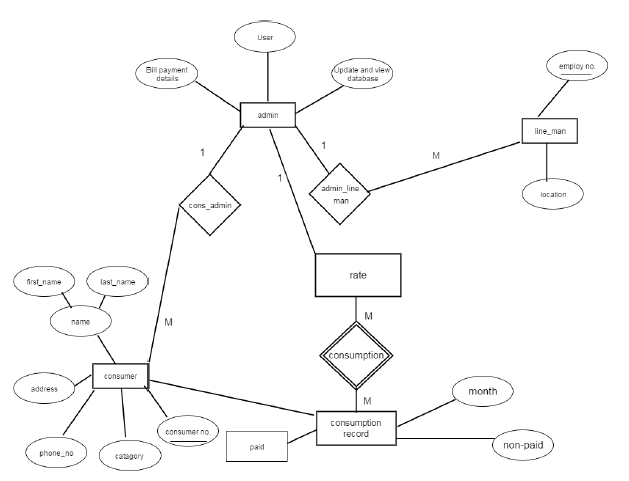 User
Bill payment
details
Update and view
database
employ no.
admin
line_man
1
1
M
1
admin_line
man
location
cons_admin
rate
first_name
last_name
name
M
M
consumption
consumer
address
M
month
consumption
record
consumer no.
paid
non-paid
phone_no
catagory